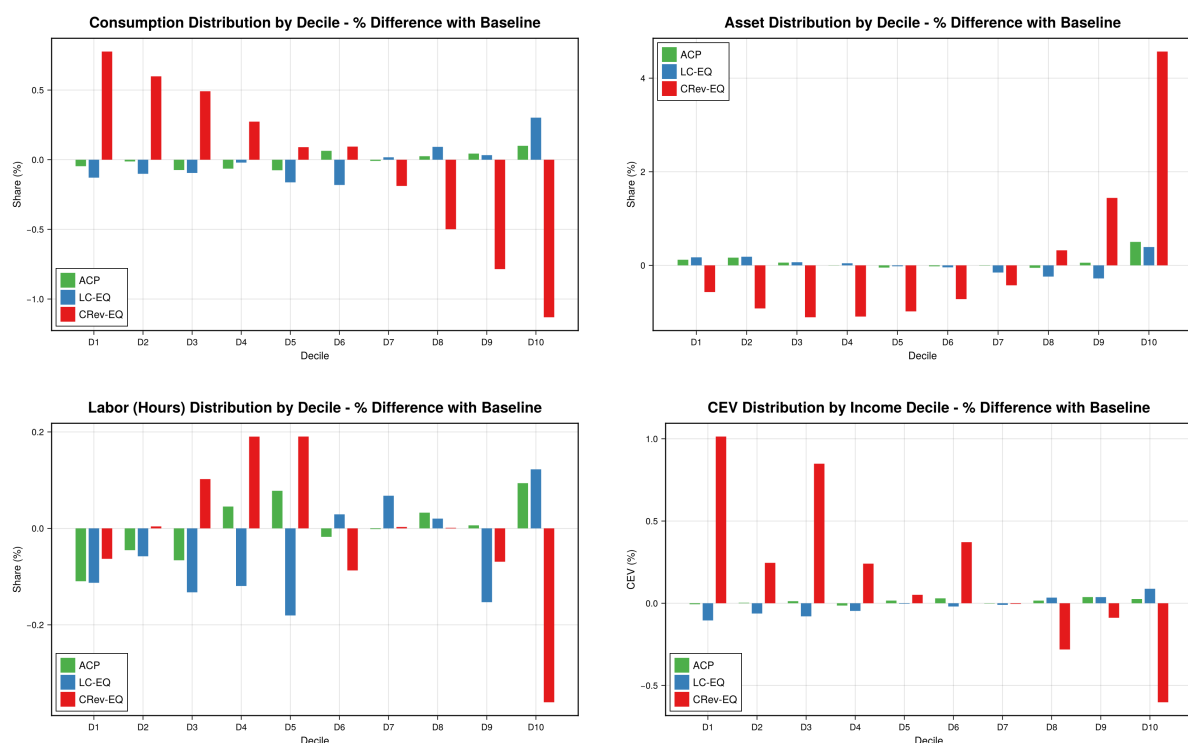 Consumption Distribution by Decile - % Difference with Baseline
Share (%)
0.5
0.0
−0.5
−1.0
ACP
LC-EQ
CRev-EQ
D1 D2 D3 D4 D5 D6 D7 D8 D9 D10
Decile
Asset Distribution by Decile - % Difference with Baseline
Share (%)
4
2
0
ACP
LC-EQ
CRev-EQ
D1 D2 D3 D4 D5 D6 D7 D8 D9 D10
Decile
Labor (Hours) Distribution by Decile - % Difference with Baseline
Share (%)
0.2
0.0
−0.2
ACP
LC-EQ
CRev-EQ
D1 D2 D3 D4 D5 D6 D7 D8 D9 D10
Decile
CEV Distribution by Income Decile - % Difference with Baseline
CEV (%)
1.0
0.5
0.0
−0.5
ACP
LC-EQ
CRev-EQ
D1 D2 D3 D4 D5 D6 D7 D8 D9 D10
Decile